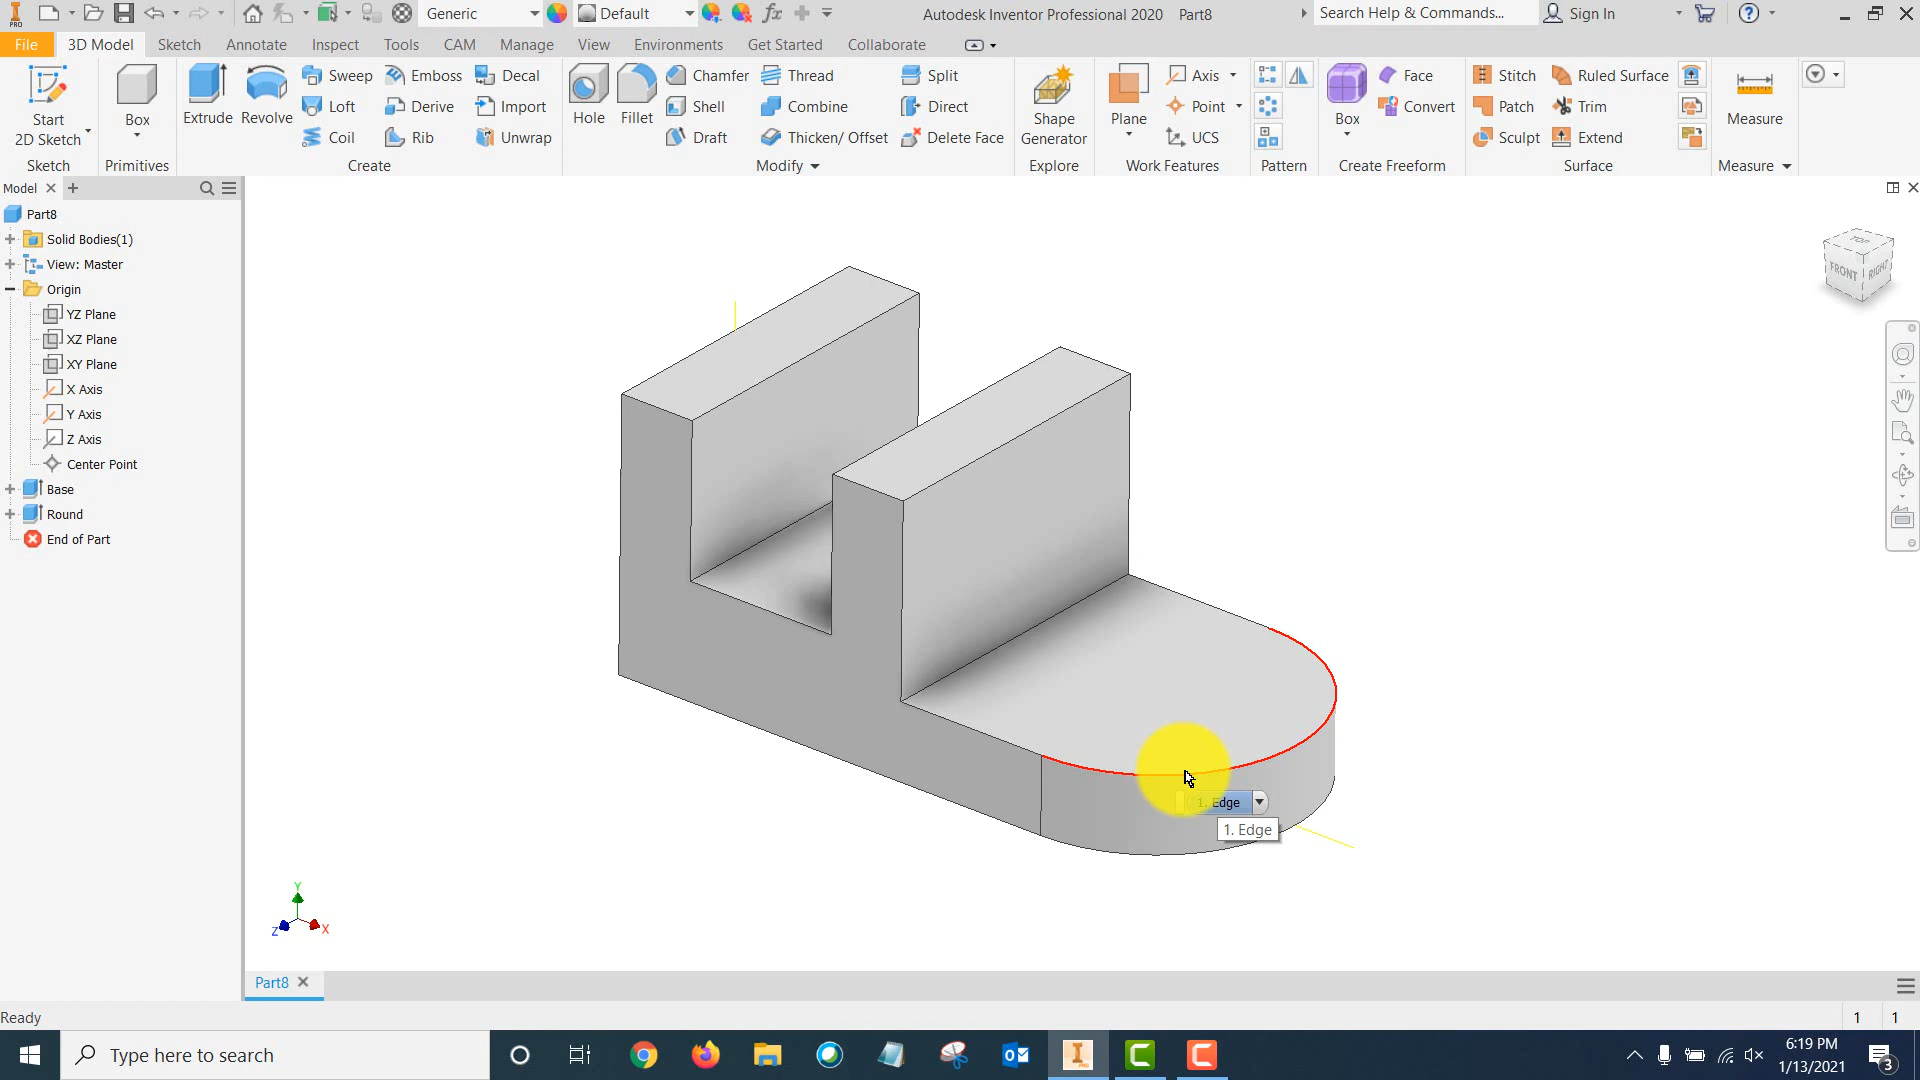 Generic Default Autodesk Inventor Professional 2020 Part8 Search Help & Commands... Sign In
File 3D Model Sketch Annotate Inspect Tools CAM Manage View Environments Get Started Collaborate
Sweep Emboss Decal Chamfer Thread Split Axis Face Stitch Ruled Surface
Loft Derive Import Shell Combine Direct Point Convert Patch Trim
Start Box Extrude Revolve Hole Fillet Shape Plane Box Measure
2D Sketch Coil Rib Unwrap Draft Thicken/ Offset Delete Face Generator UCS Sculpt Extend
Sketch Primitives Create Modify Explore Work Features Pattern Create Freeform Surface Measure
Model
Part8
Solid Bodies(1)
View: Master
Origin
YZ Plane
XZ Plane
XY Plane
X Axis
Y Axis
Z Axis
Center Point
Base
Round
End of Part
TOP
FRONT RIGHT
1. Edge
1. Edge
Y
Z X
Part8
Ready 1 1
PRO
Type here to search
6:19 PM
1/13/2021
3